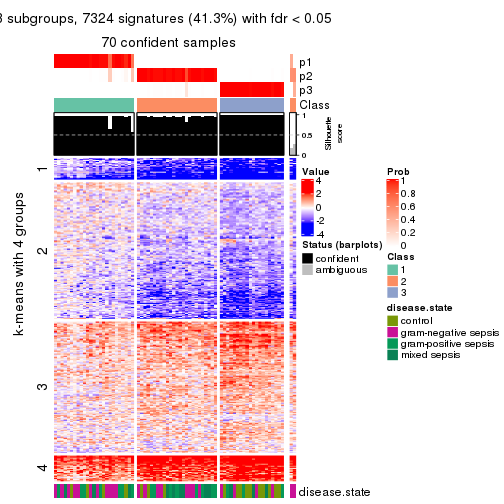 3 subgroups, 7324 signatures (41.3%) with fdr < 0.05
70 confident samples
p1
p2
p3
Class
1
0.5
0
Silhouette
score
k-means with 4 groups
1
2
3
4
disease.state
Value
4
2
0
-2
-4
Status (barplots)
confident
ambiguous
Prob
1
0.8
0.6
0.4
0.2
0
Class
1
2
3
disease.state
control
gram-negative sepsis
gram-positive sepsis
mixed sepsis